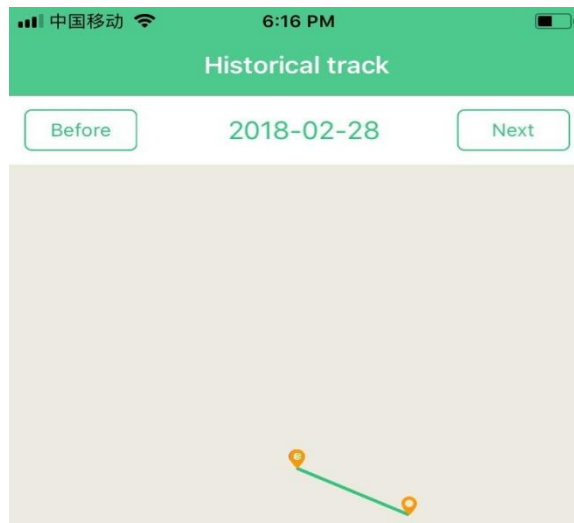 中国移动 6:16 PM
Historical track
Before 2018-02-28 Next